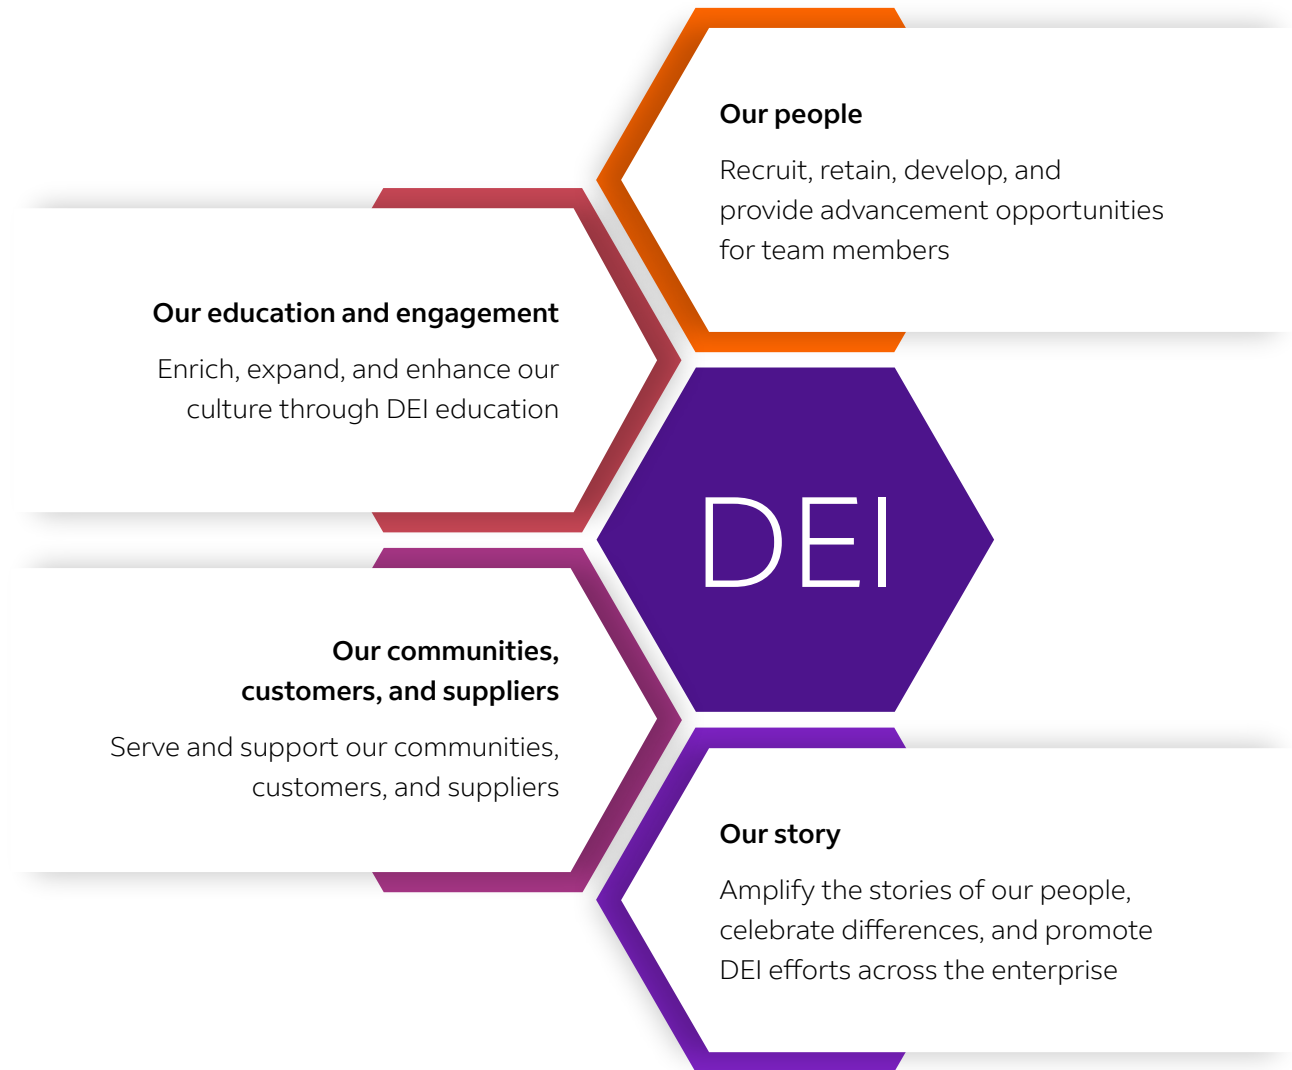 Our people
Recruit, retain, develop, and
provide advancement opportunities
for team members
Our education and engagement
Enrich, expand, and enhance our
culture through DEI education
DEI
Our communities,
customers, and suppliers
Serve and support our communities,
customers, and suppliers
Our story
Amplify the stories of our people,
celebrate differences, and promote
DEI efforts across the enterprise